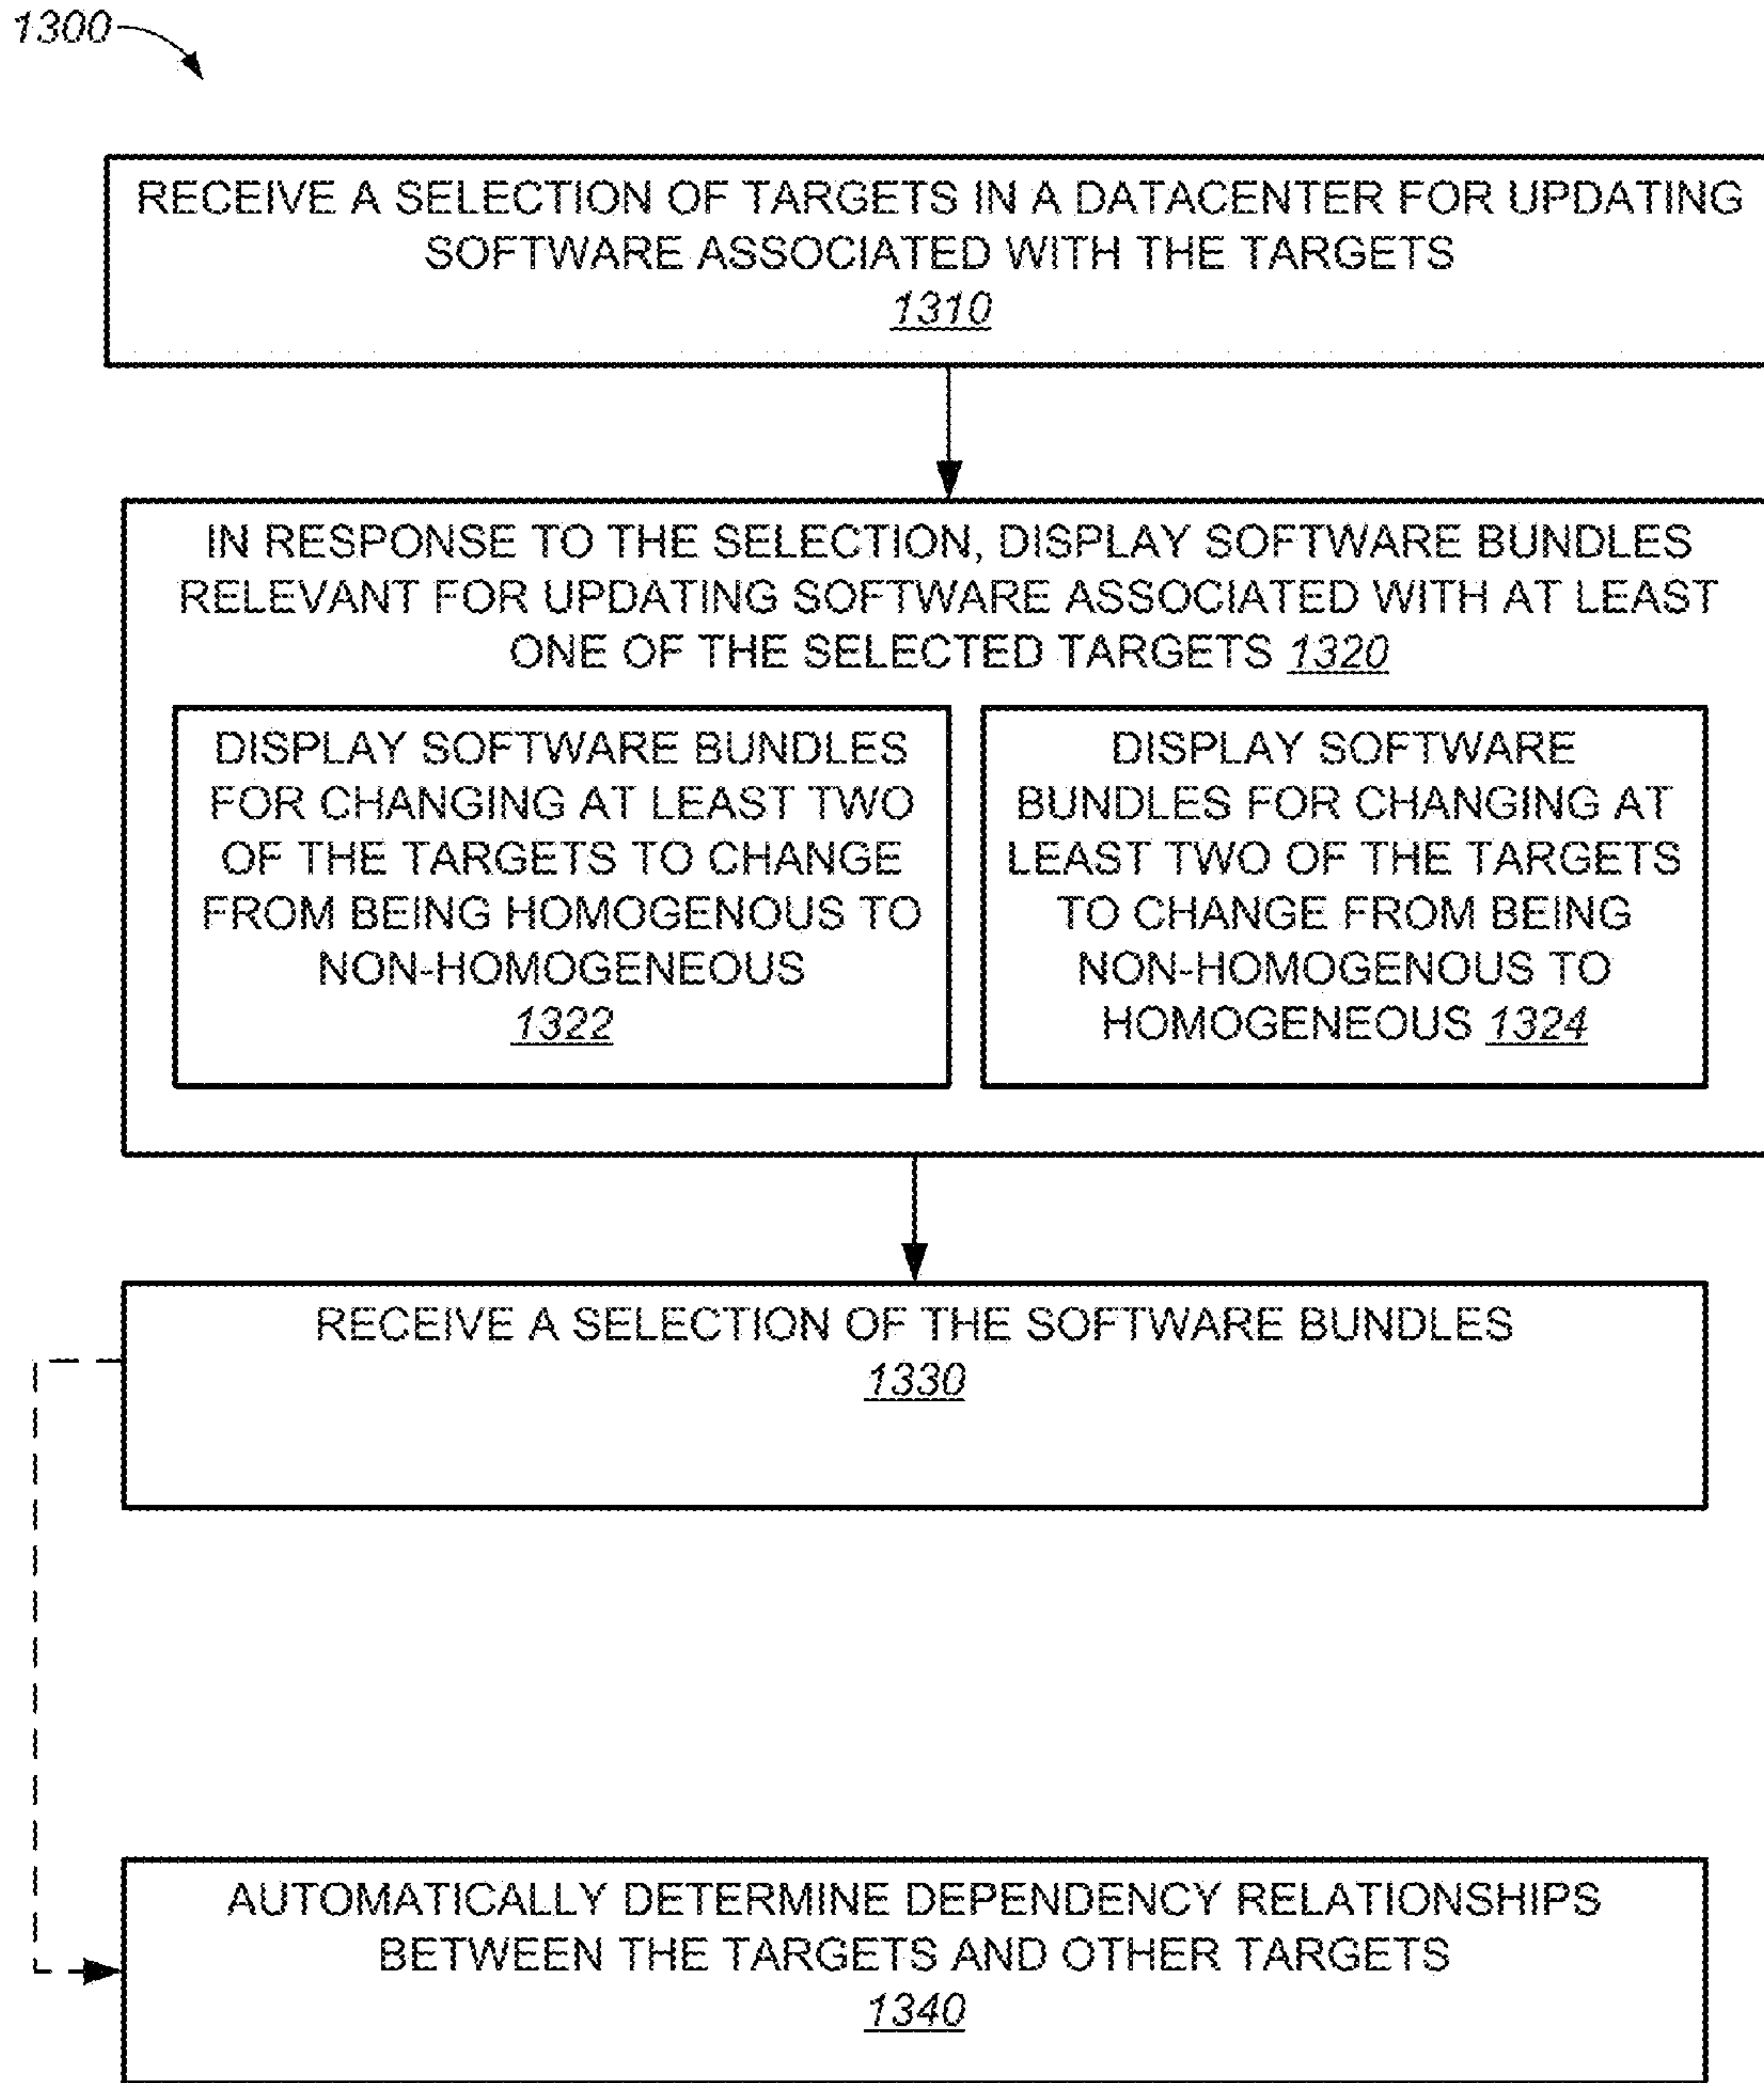 1300
RECEIVE A SELECTION OF TARGETS IN A DATACENTER FOR UPDATING
SOFTWARE ASSOCIATED WITH THE TARGETS
1310
IN RESPONSE TO THE SELECTION, DISPLAY SOFTWARE BUNDLES
RELEVANT FOR UPDATING SOFTWARE ASSOCIATED WITH AT LEAST
ONE OF THE SELECTED TARGETS 1320
DISPLAY SOFTWARE BUNDLES
FOR CHANGING AT LEAST TWO
OF THE TARGETS TO CHANGE
FROM BEING HOMOGENOUS TO
NON-HOMOGENEOUS
1322
DISPLAY SOFTWARE
BUNDLES FOR CHANGING AT
LEAST TWO OF THE TARGETS
TO CHANGE FROM BEING
NON-HOMOGENOUS TO
HOMOGENEOUS 1324
RECEIVE A SELECTION OF THE SOFTWARE BUNDLES
1330
AUTOMATICALLY DETERMINE DEPENDENCY RELATIONSHIPS
BETWEEN THE TARGETS AND OTHER TARGETS
1340